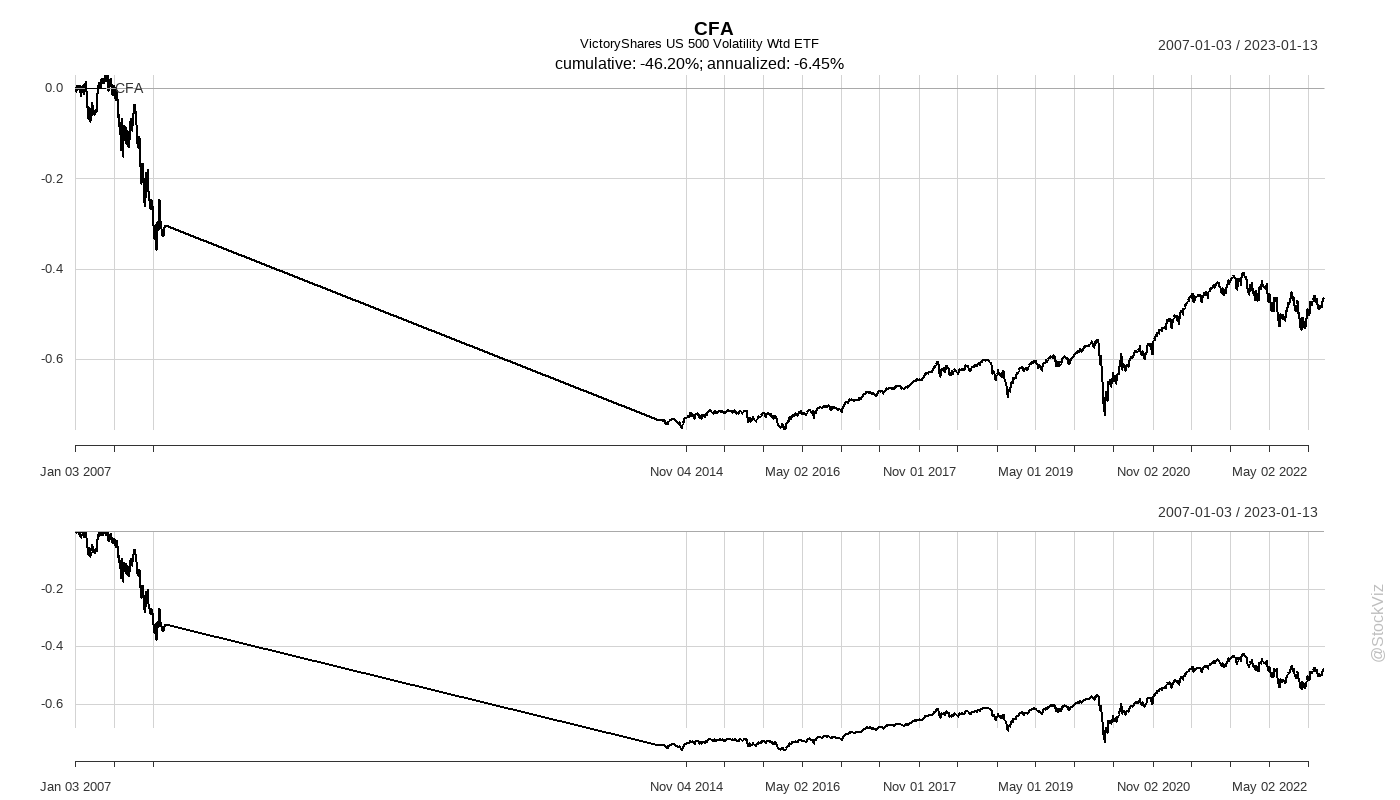 CFA
VictoryShares US 500 Volatility Wtd ETF
2007-01-03 / 2023-01-13
cumulative: -46.20%; annualized: -6.45%
0.0
CFA
-0.2
-0.4
-0.6
Jan 03 2007
Nov 04 2014
May 02 2016
Nov 01 2017
May 01 2019
Nov 02 2020
May 02 2022
2007-01-03 / 2023-01-13
-0.2
-0.4
-0.6
@StockViz
Jan 03 2007
Nov 04 2014
May 02 2016
Nov 01 2017
May 01 2019
Nov 02 2020
May 02 2022